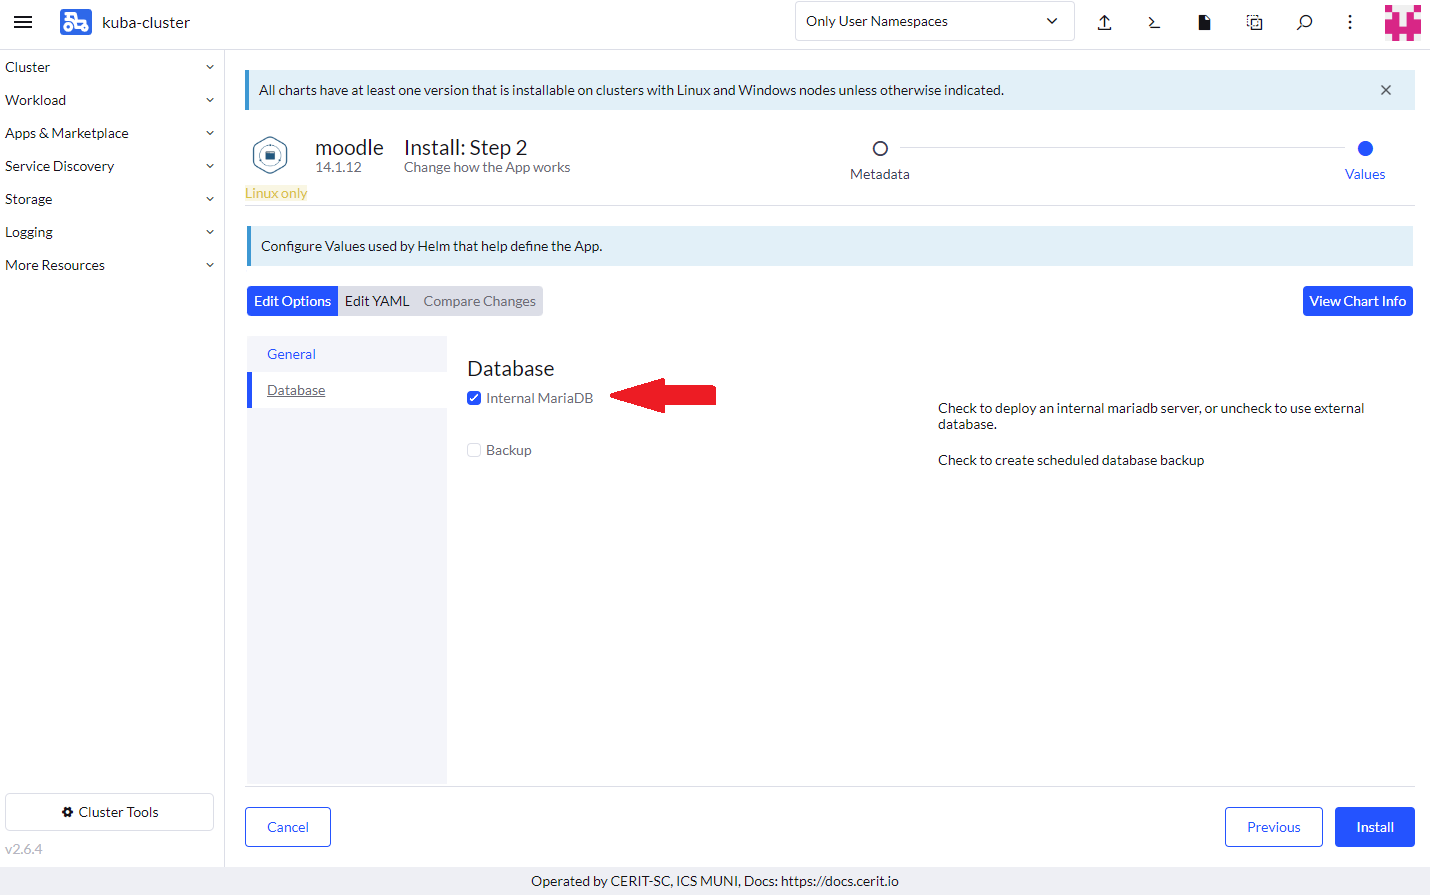 kuba-cluster
Only User Namespaces
Cluster
Workload
Apps & Marketplace
Service Discovery
Storage
Logging
More Resources
All charts have at least one version that is installable on clusters with Linux and Windows nodes unless otherwise indicated.
moodle
14.1.12
Linux only
Install: Step 2
Change how the App works
Metadata
Values
Configure Values used by Helm that help define the App.
Edit Options
Edit YAML
Compare Changes
View Chart Info
General
Database
Database
Internal MariaDB
Check to deploy an internal mariadb server, or uncheck to use external
database.
Backup
Check to create scheduled database backup
Cluster Tools
v2.6.4
Cancel
Previous
Install
Operated by CERIT-SC, ICS MUNI, Docs: https://docs.cerit.io